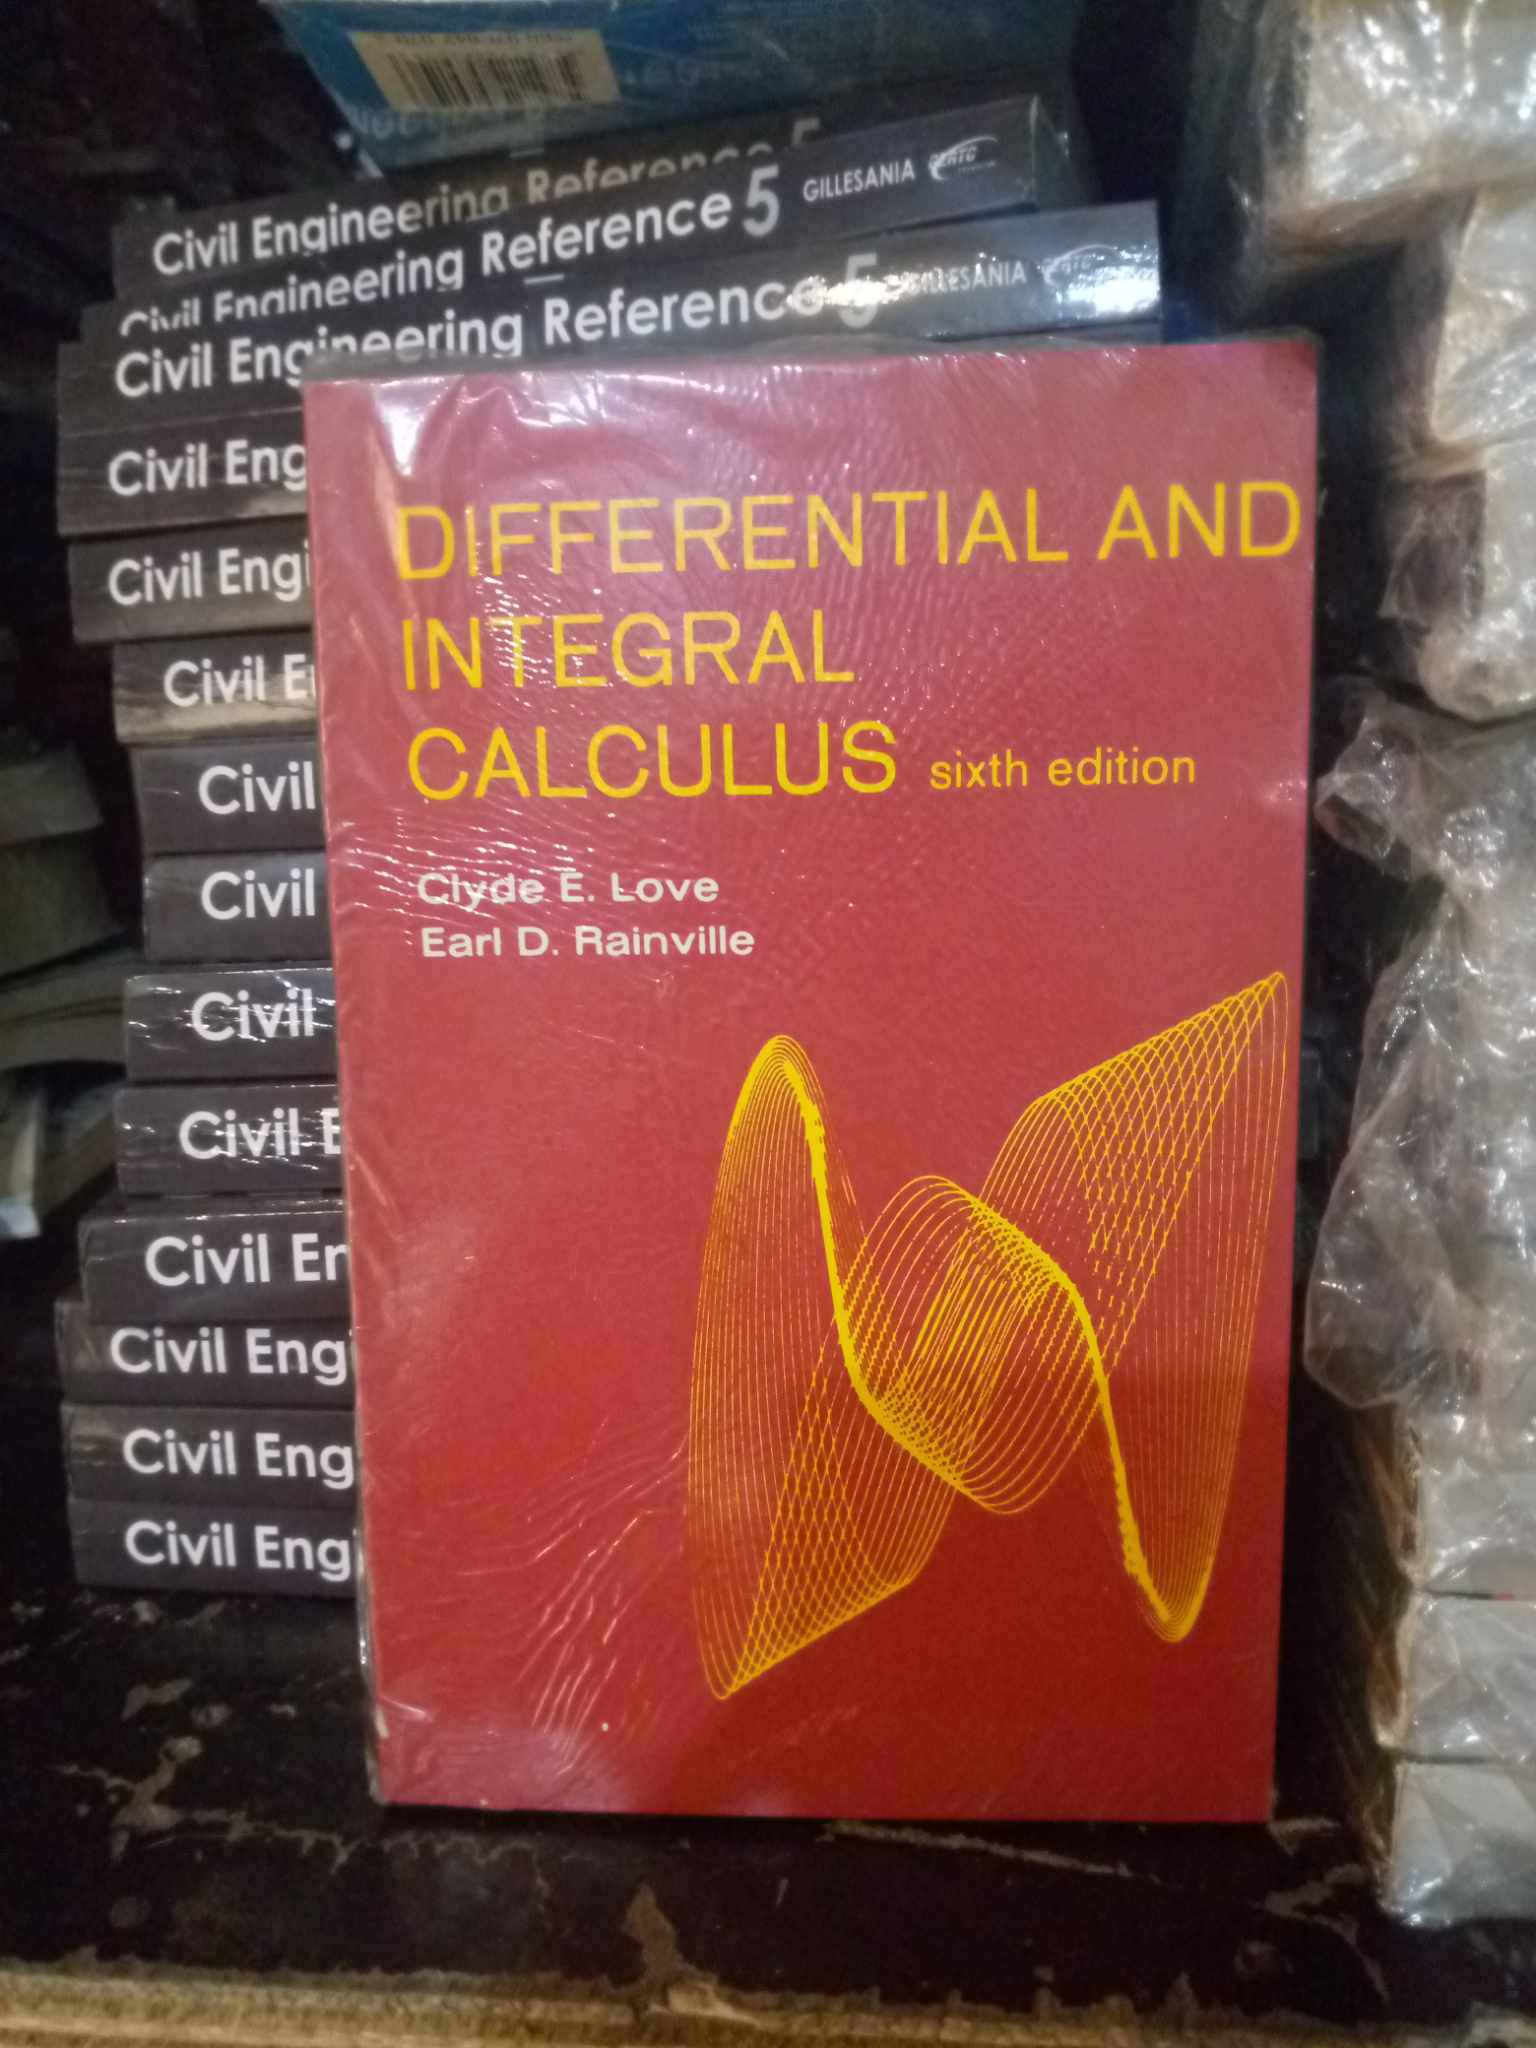 Civil Engineering Reference 5
Civil Engineering Reference 5 GILLESANIA
Civil Engineering Reference 5 GILLESANIA
Civil Eng
Civil Engi
Civil E
Civil
Civil
Civil
Civil E
Civil En
Civil Eng
Civil Eng
Civil Engi
DIFFERENTIAL AND
INTEGRAL
CALCULUS sixth edition
Clyde E. Love
Earl D. Rainville